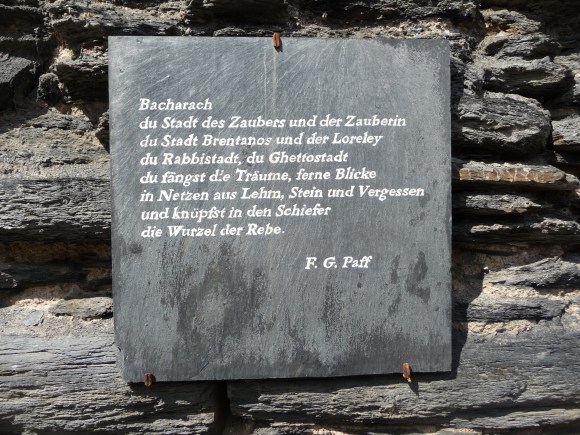 Bacharach
du Stadt des Zaubers und der Zauberin
du Stadt Brentanos und der Loreley
du Rabbistadt, du Ghettostadt
du fängst die Träume, ferne Blicke
in Netzen aus Lehm, Stein und Vergessen
und knüpfst in den Schiefer
die Wurzel der Rebe.
F. G. Paff